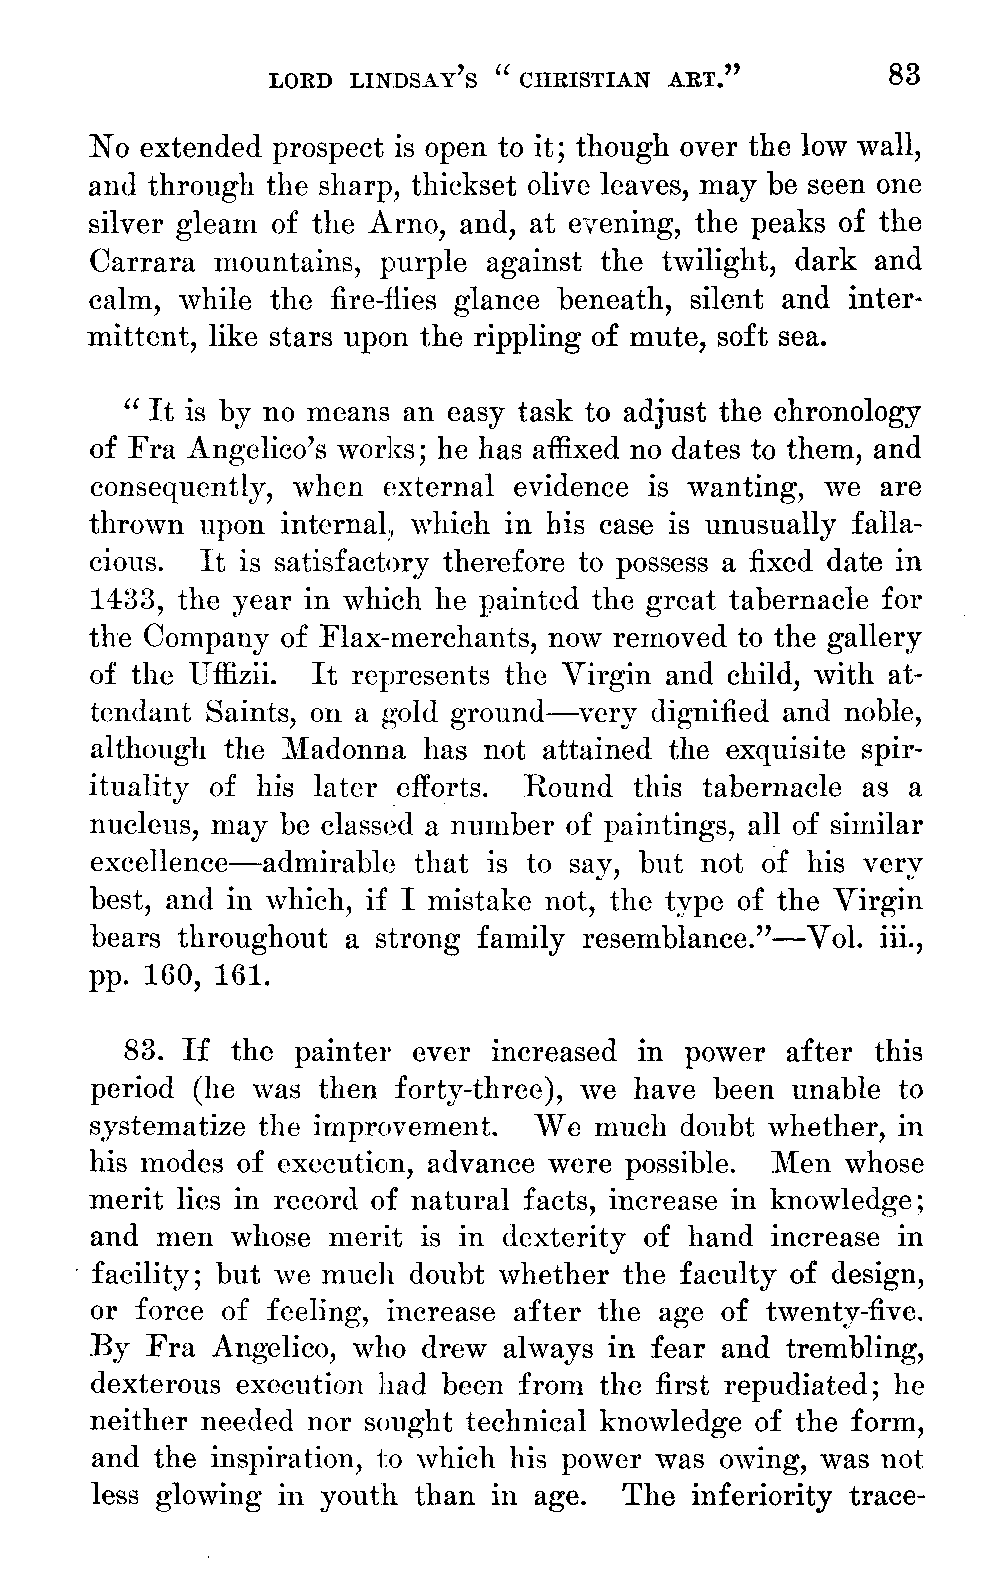 LORD LINDSAY'S "CHRISTIAN ART." 83
No extended prospect is open to it; though over the low wall,
and through the sharp, thickset olive leaves, may be seen one
silver gleam of the Arno, and, at evening, the peaks of the
Carrara mountains, purple against the twilight, dark and
calm, while the fire-flies glance beneath, silent and inter-
mittent, like stars upon the rippling of mute, soft sea.
"It is by no means an easy task to adjust the chronology
of Fra Angelico's works; he has affixed no dates to them, and
consequently, when external evidence is wanting, we are
thrown upon internal, which in his case is unusually falla-
cious. It is satisfactory therefore to possess a fixed date in
1433, the year in which he painted the great tabernacle for
the Company of Flax-merchants, now removed to the gallery
of the Uffizii. It represents the Virgin and child, with at-
tendant Saints, on a gold ground—very dignified and noble,
although the Madonna has not attained the exquisite spir-
ituality of his later efforts. Round this tabernacle as a
nucleus, may be classed a number of paintings, all of similar
excellence—admirable that is to say, but not of his very
best, and in which, if I mistake not, the type of the Virgin
bears throughout a strong family resemblance."—Vol. iii.,
pp. 160, 161.
83. If the painter ever increased in power after this
period (he was then forty-three), we have been unable to
systematize the improvement. We much doubt whether, in
his modes of execution, advance were possible. Men whose
merit lies in record of natural facts, increase in knowledge;
and men whose merit is in dexterity of hand increase in
facility; but we much doubt whether the faculty of design,
or force of feeling, increase after the age of twenty-five.
By Fra Angelico, who drew always in fear and trembling,
dexterous execution had been from the first repudiated; he
neither needed nor sought technical knowledge of the form,
and the inspiration, to which his power was owing, was not
less glowing in youth than in age. The inferiority trace-